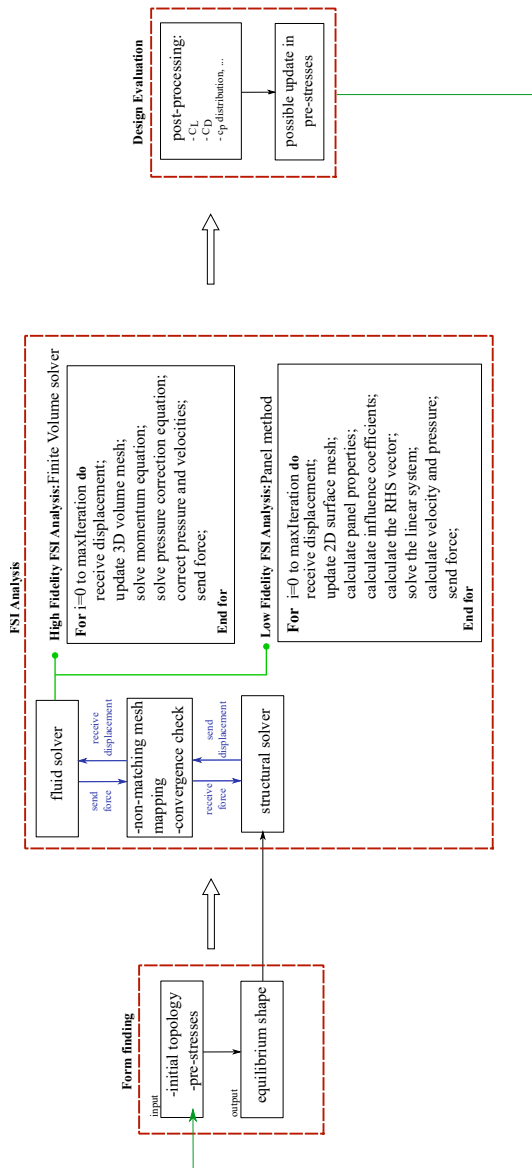 Form finding
input
-initial topology
-pre-stresses
output
equilibrium shape
FSI Analysis
fluid solver
send
force
receive
displacement
-non-matching mesh
mapping
-convergence check
receive
force
send
displacement
structural solver
High Fidelity FSI Analysis:Finite Volume solver
For i=0 to maxIteration do
receive displacement;
update 3D volume mesh;
solve momentum equation;
solve pressure correction equation;
correct pressure and velocities;
send force;
End for
Low Fidelity FSI Analysis:Panel method
For i=0 to maxIteration do
receive displacement;
update 2D surface mesh;
calculate panel properties;
calculate influence coefficients;
calculate the RHS vector;
solve the linear system;
calculate velocity and pressure;
send force;
End for
Design Evaluation
post-processing:
- CL
- CD
- cp distribution, ...
possible update in
pre-stresses